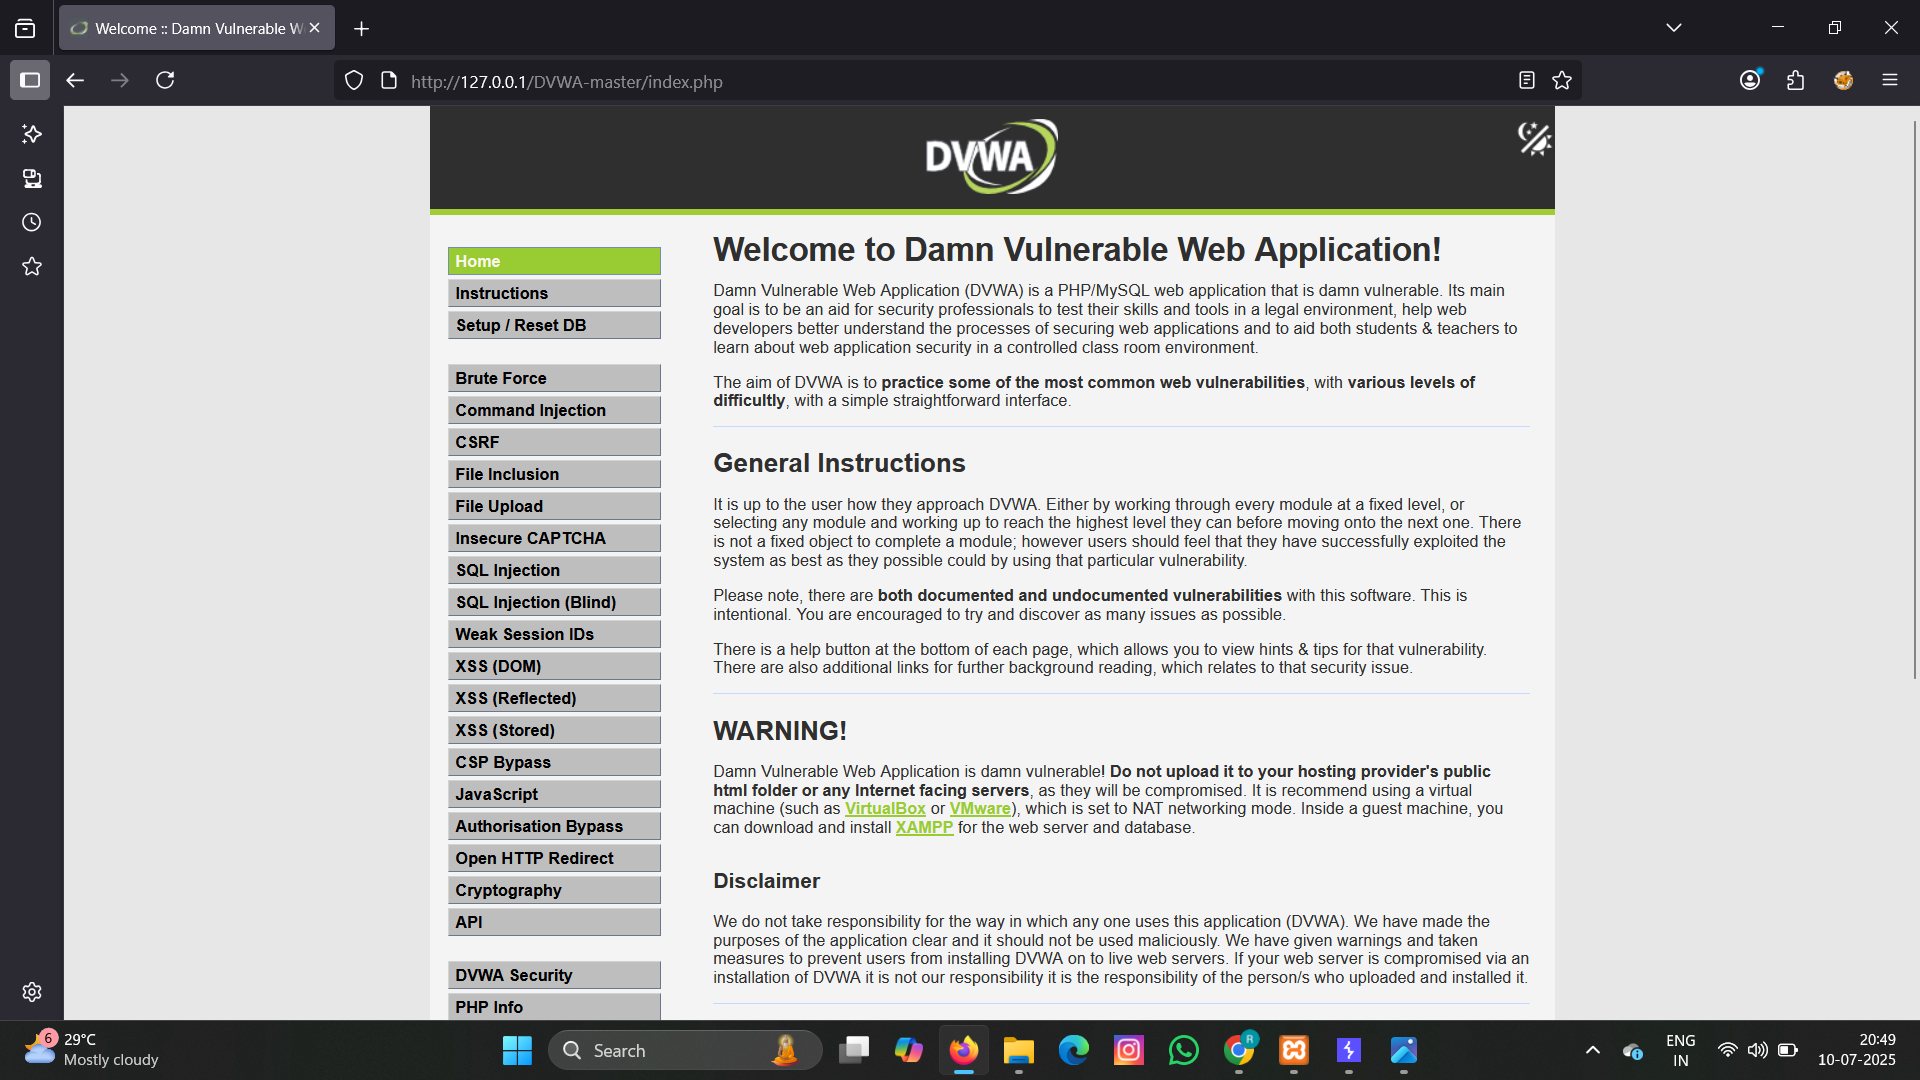 Welcome :: Damn Vulnerable W
http://127.0.0.1/DVWA-master/index.php
DVWA
Home
Instructions
Setup / Reset DB
Brute Force
Command Injection
CSRF
File Inclusion
File Upload
Insecure CAPTCHA
SQL Injection
SQL Injection (Blind)
Weak Session IDs
XSS (DOM)
XSS (Reflected)
XSS (Stored)
CSP Bypass
JavaScript
Authorisation Bypass
Open HTTP Redirect
Cryptography
API
DVWA Security
PHP Info
Welcome to Damn Vulnerable Web Application!
Damn Vulnerable Web Application (DVWA) is a PHP/MySQL web application that is damn vulnerable. Its main
goal is to be an aid for security professionals to test their skills and tools in a legal environment, help web
developers better understand the processes of securing web applications and to aid both students & teachers to
learn about web application security in a controlled class room environment.
The aim of DVWA is to practice some of the most common web vulnerabilities, with various levels of
difficultly, with a simple straightforward interface.
General Instructions
It is up to the user how they approach DVWA. Either by working through every module at a fixed level, or
selecting any module and working up to reach the highest level they can before moving onto the next one. There
is not a fixed object to complete a module; however users should feel that they have successfully exploited the
system as best as they possible could by using that particular vulnerability.
Please note, there are both documented and undocumented vulnerabilities with this software. This is
intentional. You are encouraged to try and discover as many issues as possible.
There is a help button at the bottom of each page, which allows you to view hints & tips for that vulnerability.
There are also additional links for further background reading, which relates to that security issue.
WARNING!
Damn Vulnerable Web Application is damn vulnerable! Do not upload it to your hosting provider's public
html folder or any Internet facing servers, as they will be compromised. It is recommend using a virtual
machine (such as VirtualBox or VMware), which is set to NAT networking mode. Inside a guest machine, you
can download and install XAMPP for the web server and database.
Disclaimer
We do not take responsibility for the way in which any one uses this application (DVWA). We have made the
purposes of the application clear and it should not be used maliciously. We have given warnings and taken
measures to prevent users from installing DVWA on to live web servers. If your web server is compromised via an
installation of DVWA it is not our responsibility it is the responsibility of the person/s who uploaded and installed it.
6
29°C
Mostly cloudy
Search
R
ENG
IN
20:49
10-07-2025